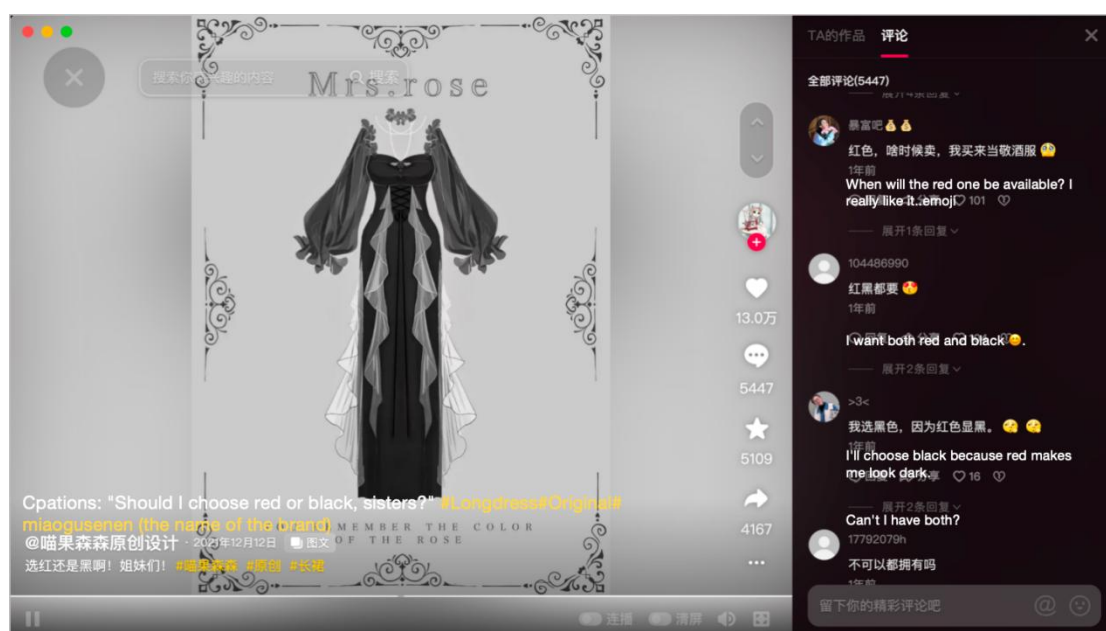 搜索你感兴趣的内容
搜索
Mrs.rose
13.0万
5447
5109
4167
Cpations: "Should I choose red or black, sisters?" #Longdress#Original#
miaogusenen (the name of the brand)
MEMBER THE COLOR
OF THE ROSE
@喵果森森原创设计 · 2021年12月12日 图文
选红还是黑啊！姐妹们！ #喵果森森 #原创 #长裙
连播
清屏
TA的作品 评论
全部评论(5447)
展开4条回复
暴富吧💰💰
红色，啥时候卖，我买来当敬酒服
1年前
When will the red one be available? I
really like it..emoji
101
展开1条回复
104486990
红黑都要 😍
1年前
I want both red and black😊.
展开2条回复
>3<
我选黑色，因为红色显黑。
1年前
I'll choose black because red makes
me look dark.
分享 16
展开2条回复
Can't I have both?
17792079h
不可以都拥有吗
1年前
留下你的精彩评论吧